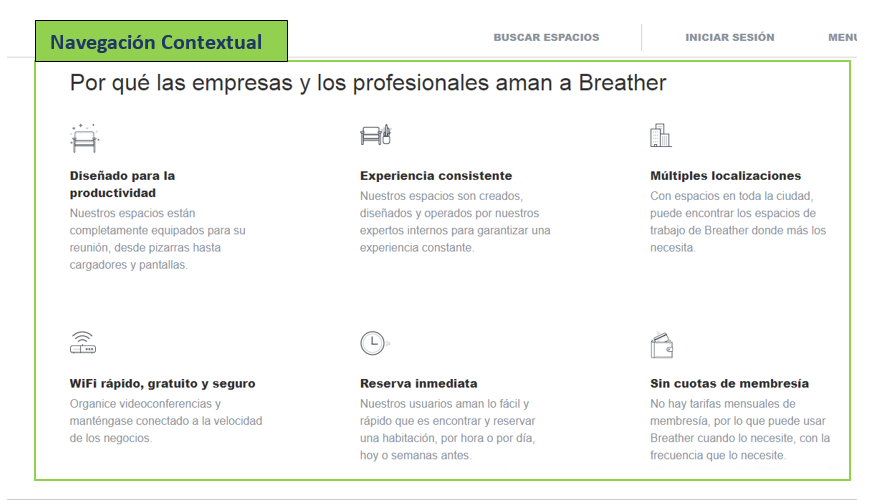 Navegación Contextual
BUSCAR ESPACIOS
INICIAR SESIÓN
MENU
Por qué las empresas y los profesionales aman a Breather
Diseñado para la
productividad
Nuestros espacios están
completamente equipados para su
reunión, desde pizarras hasta
cargadores y pantallas.
Experiencia consistente
Nuestros espacios son creados,
diseñados y operados por nuestros
expertos internos para garantizar una
experiencia constante.
Múltiples localizaciones
Con espacios en toda la ciudad,
puede encontrar los espacios de
trabajo de Breather donde más los
necesita.
WiFi rápido, gratuito y seguro
Organice videoconferencias y
manténgase conectado a la velocidad
de los negocios.
Reserva inmediata
Nuestros usuarios aman lo fácil y
rápido que es encontrar y reservar
una habitación, por hora o por día,
hoy o semanas antes.
Sin cuotas de membresía
No hay tarifas mensuales de
membresía, por lo que puede usar
Breather cuando lo necesite, con la
frecuencia que lo necesite.